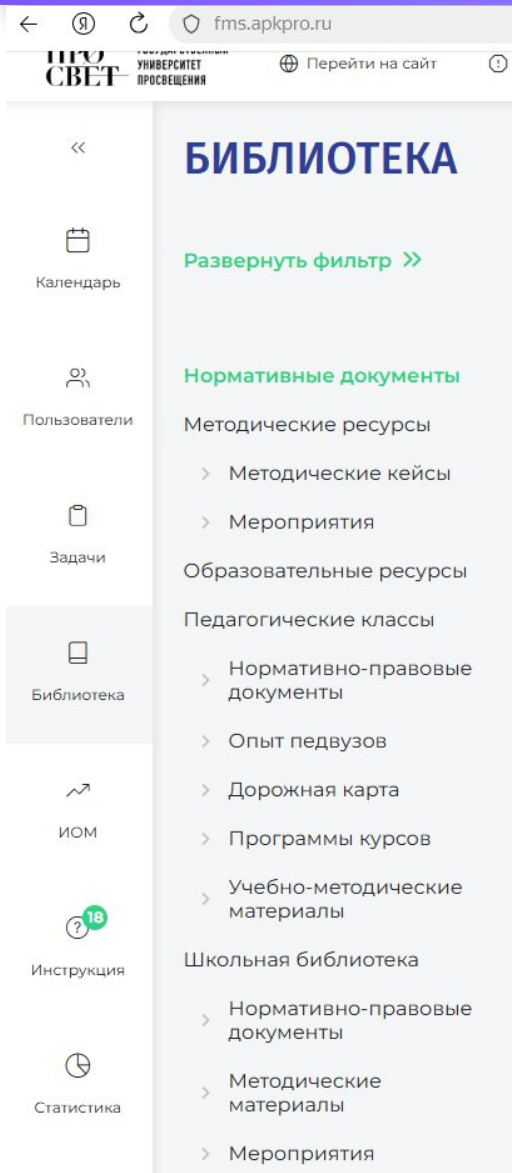 Я
fms.apkpro.ru
СВЕТ
УНИВЕРСИТЕТ
ПРОСВЕЩЕНИЯ
Перейти на сайт
БИБЛИОТЕКА
Развернуть фильтр
Календарь
Пользователи
Задачи
Библиотека
ИОМ
18
Инструкция
Статистика
Нормативные документы
Методические ресурсы
Методические кейсы
Мероприятия
Образовательные ресурсы
Педагогические классы
Нормативно-правовые
документы
Опыт педвузов
Дорожная карта
Программы курсов
Учебно-методические
материалы
Школьная библиотека
Нормативно-правовые
документы
Методические
материалы
Мероприятия